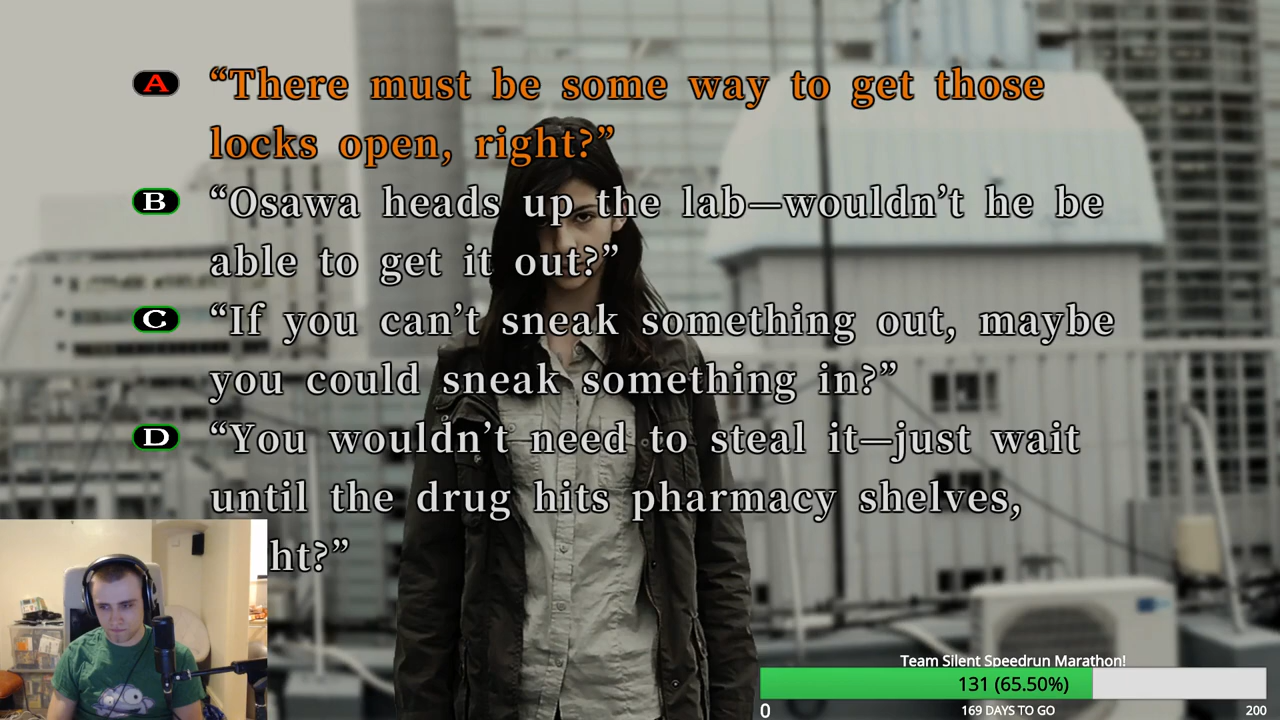 A “There must be some way to get those
locks open, right?”
B “Osawa heads up the lab—wouldn’t he be
able to get it out?”
C “If you can’t sneak something out, maybe
you could sneak something in?”
D “You wouldn’t need to steal it—just wait
until the drug hits pharmacy shelves,
ht?”
Team Silent Speedrun Marathon!
131 (65.50%)
0 169 DAYS TO GO 200